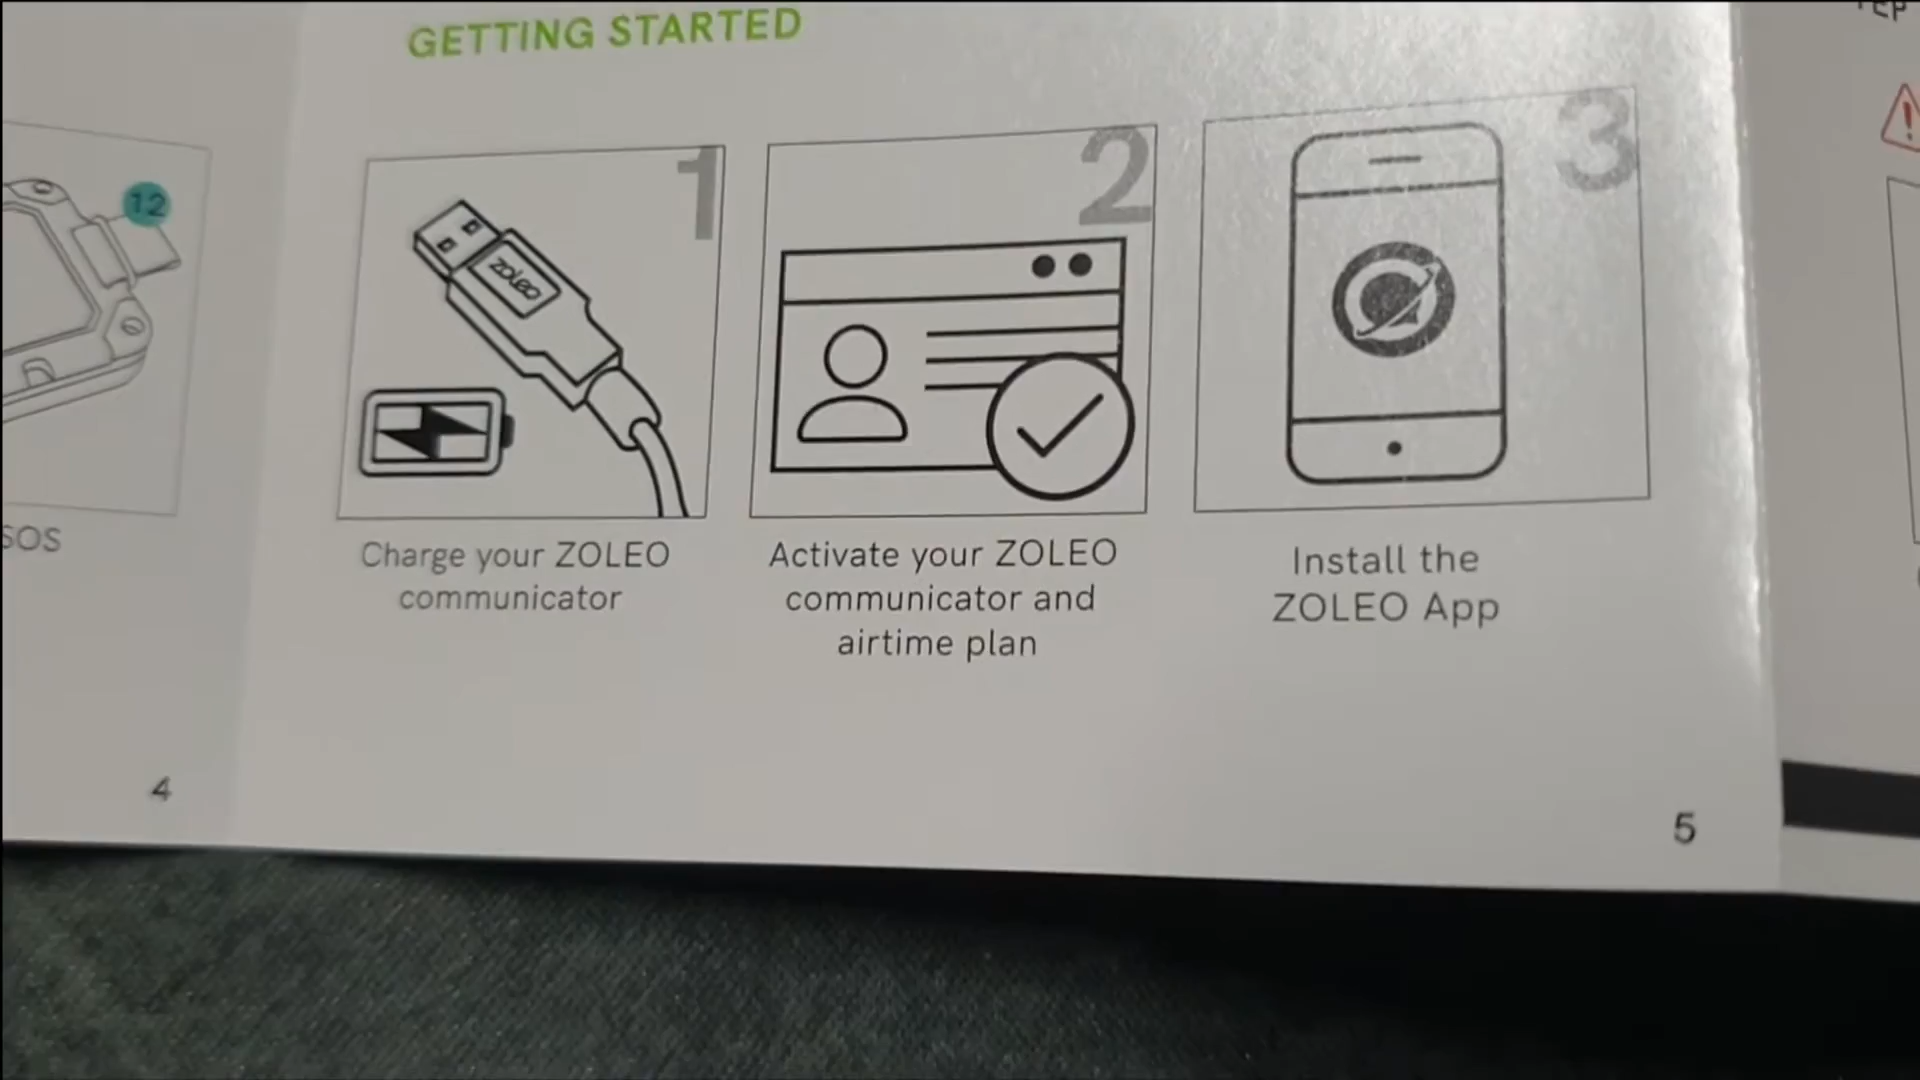 GETTING STARTED
12
SOS
4
1
zoleo
Charge your ZOLEO
communicator
2
Activate your ZOLEO
communicator and
airtime plan
3
Install the
ZOLEO App
5